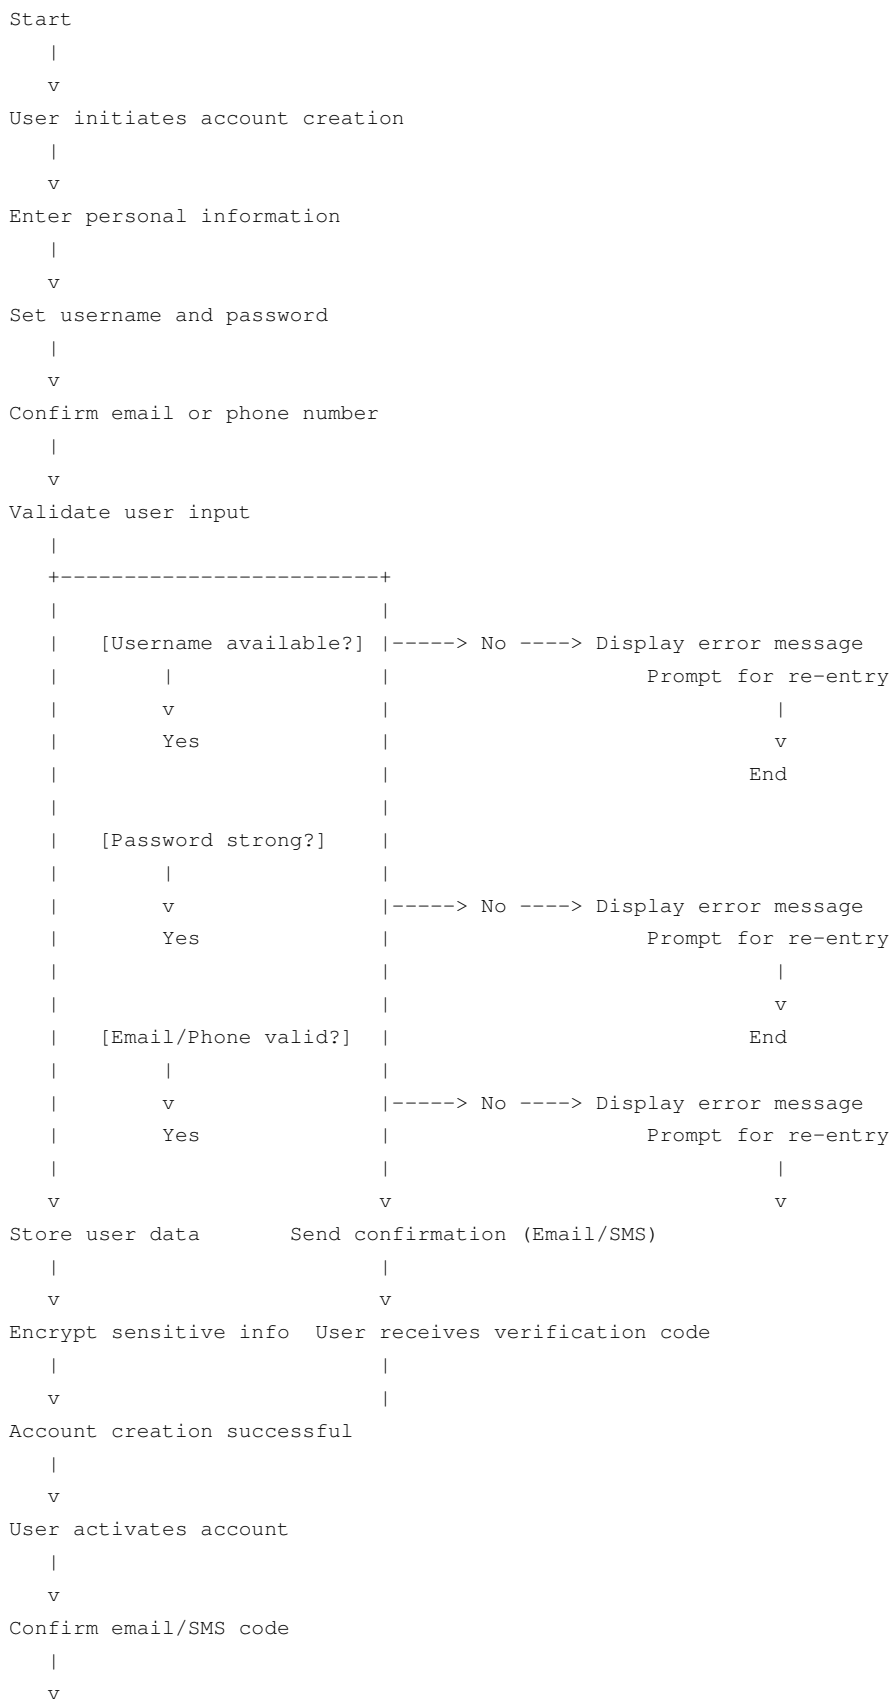 Start
|
v
User initiates account creation
|
v
Enter personal information
|
v
Set username and password
|
v
Confirm email or phone number
|
v
Validate user input
|
+-------------------------+
| |
| [Username available?] |-----> No ----> Display error message
| | | Prompt for re-entry
| v | |
| Yes | v
| | End
| |
| [Password strong?] |
| | |
| v |-----> No ----> Display error message
| Yes | Prompt for re-entry
| | |
| | v
| [Email/Phone valid?] | End
| | |
| v |-----> No ----> Display error message
| Yes | Prompt for re-entry
| | |
v v v
Store user data Send confirmation (Email/SMS)
| |
v v
Encrypt sensitive info User receives verification code
| |
v |
Account creation successful
|
v
User activates account
|
v
Confirm email/SMS code
|
v